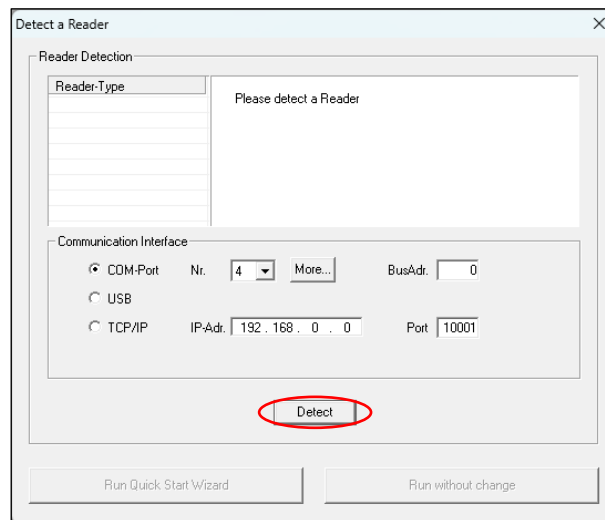 Detect a Reader
Reader Detection
Reader-Type
Please detect a Reader
Communication Interface
COM-Port Nr. 4 More... BusAdr. 0
USB
TCP/IP IP-Adr. 192 . 168 . 0 . 0 Port 10001
Detect
Run Quick Start Wizard Run without change